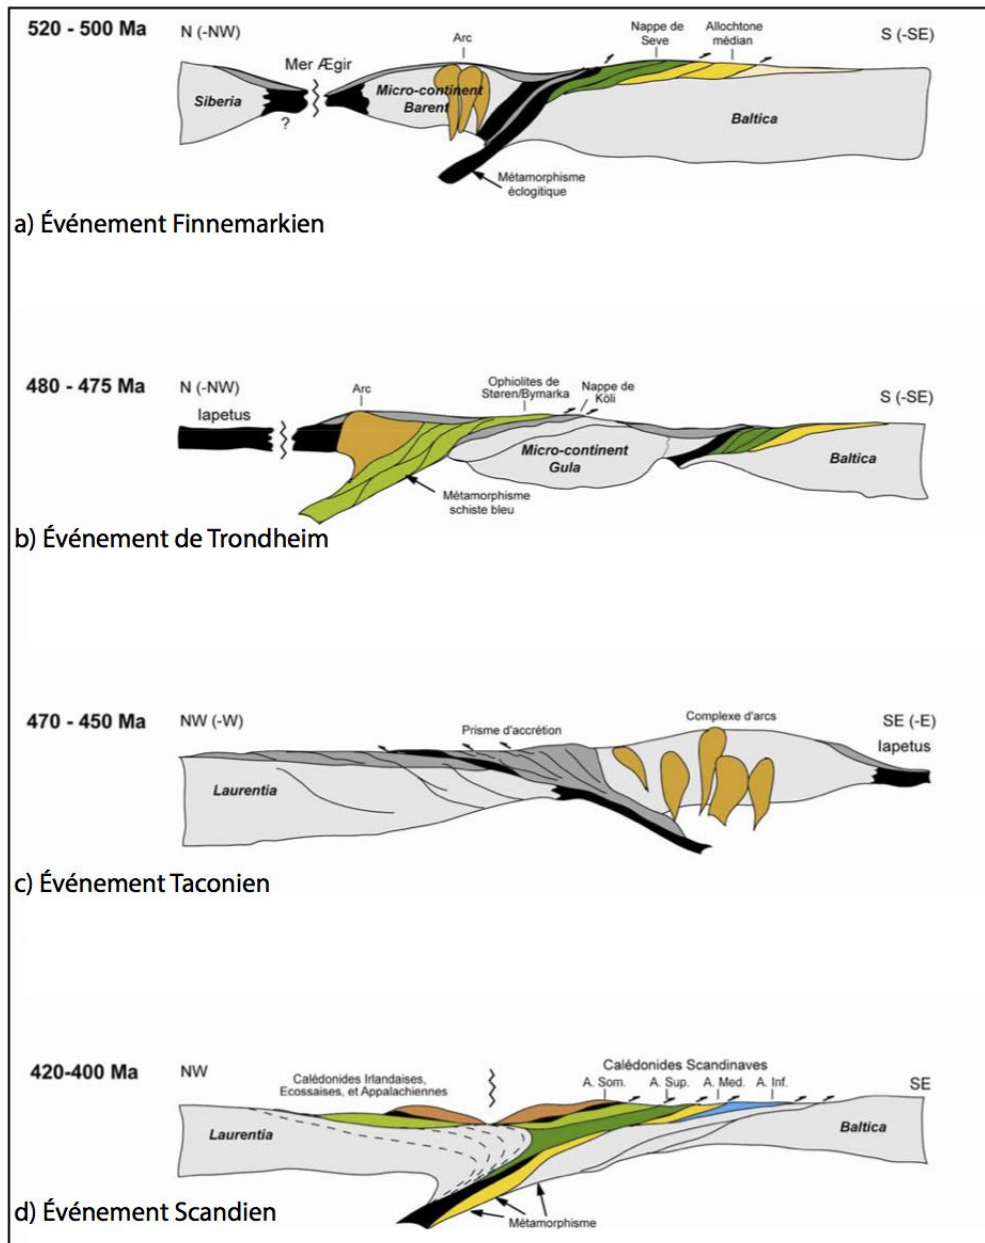 520 - 500 Ma
N (-NW)
S (-SE)
Arc
Nappe de
Seve
Allochtone
médian
Mer Ægir
Siberia
?
Micro-continent
Barent
Baltica
Métamorphisme
éclogitique
a) Événement Finnemarkien
480 - 475 Ma
N (-NW)
S (-SE)
Iapetus
Arc
Ophiolites de
Støren/Bymarka
Nappe de
Köli
Micro-continent
Gula
Baltica
Métamorphisme
schiste bleu
b) Événement de Trondheim
470 - 450 Ma
NW (-W)
Prisme d'accrétion
Complexe d'arcs
SE (-E)
Iapetus
Laurentia
c) Événement Taconien
420-400 Ma
NW
SE
Calédonides Irlandaises,
Ecossaises, et Appalachiennes
Calédonides Scandinaves
A. Som.
A. Sup.
A. Med.
A. Inf.
Laurentia
Baltica
Métamorphisme
d) Événement Scandien